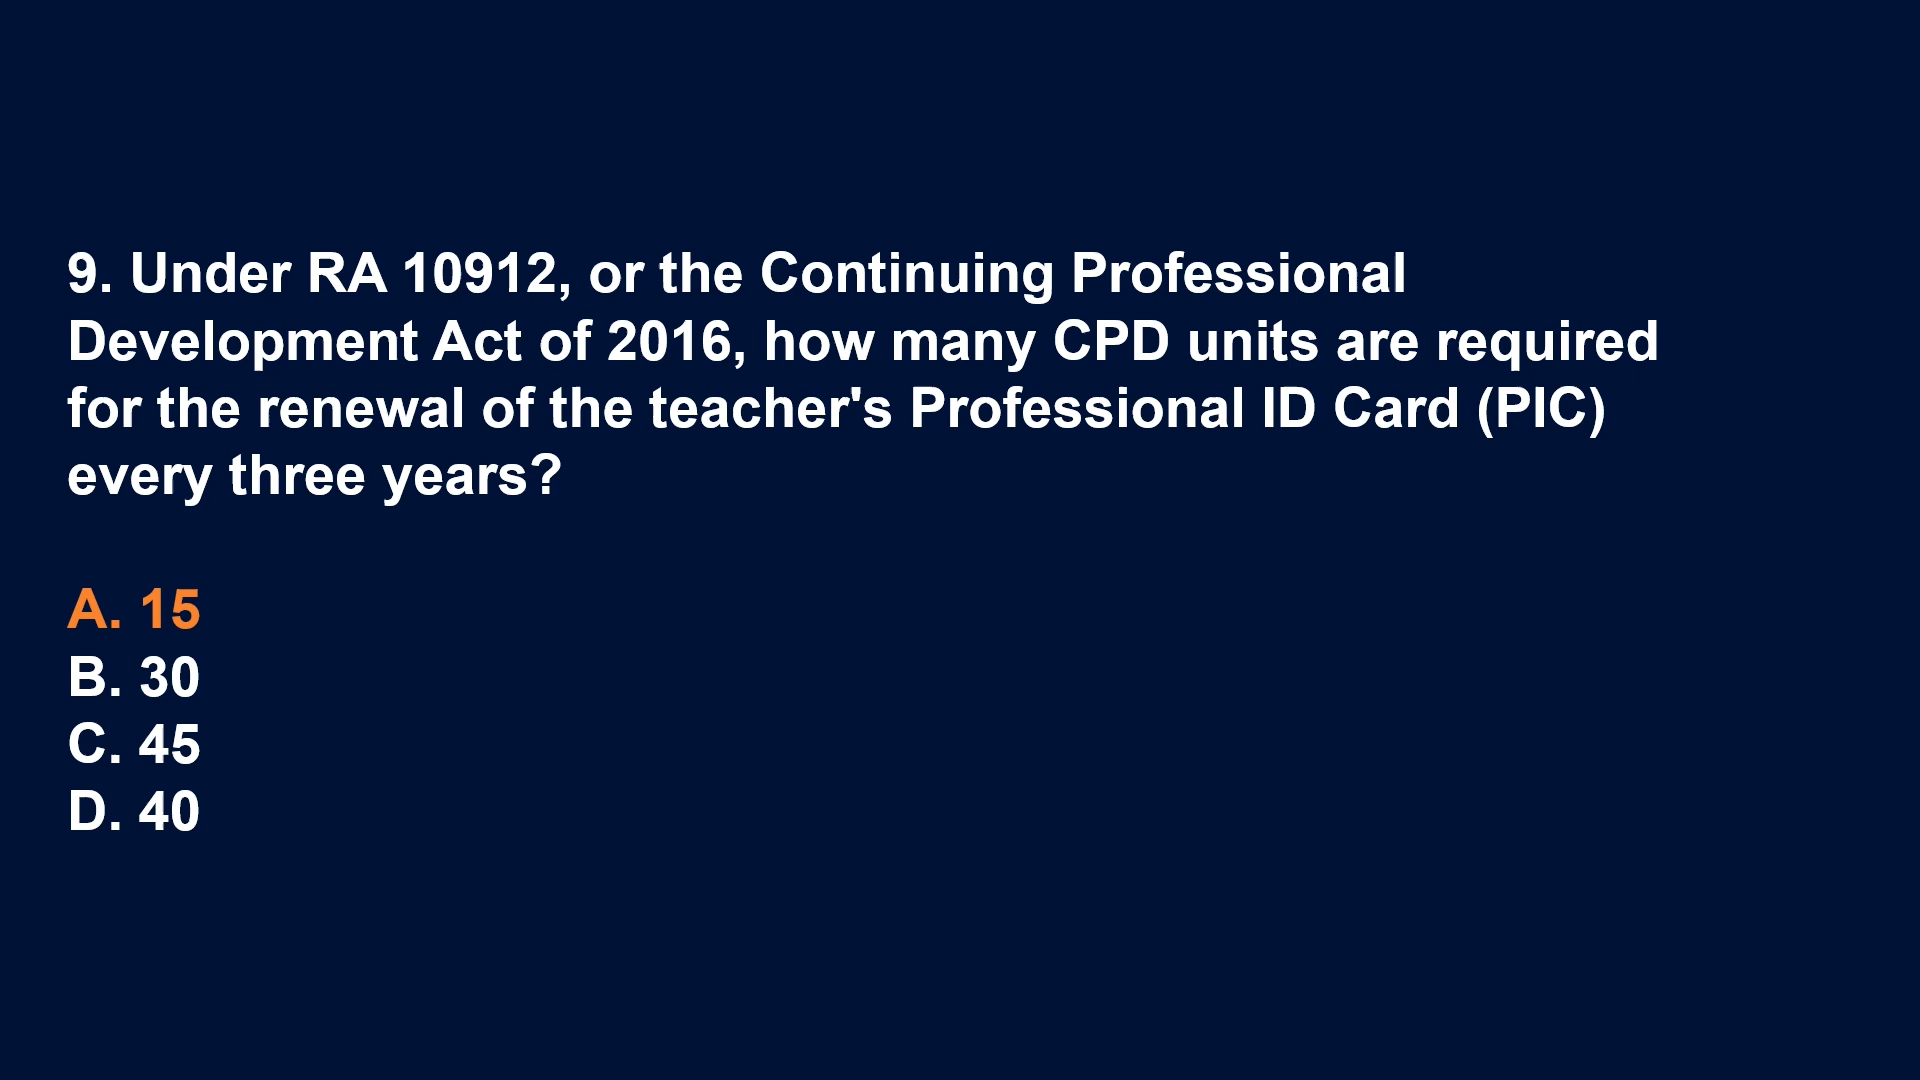 9. Under RA 10912, or the Continuing Professional
Development Act of 2016, how many CPD units are required
for the renewal of the teacher's Professional ID Card (PIC)
every three years?
A. 15
B. 30
C. 45
D. 40